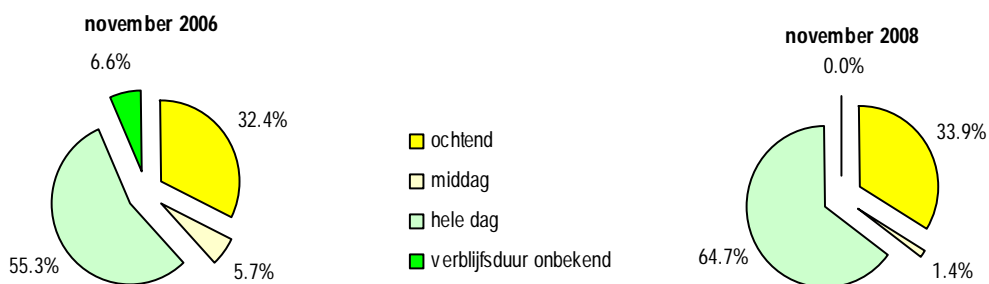 november 2006
6.6%
32.4%
55.3%
5.7%
ochtend
middag
hele dag
verblijfsduur onbekend
november 2008
0.0%
33.9%
64.7%
1.4%